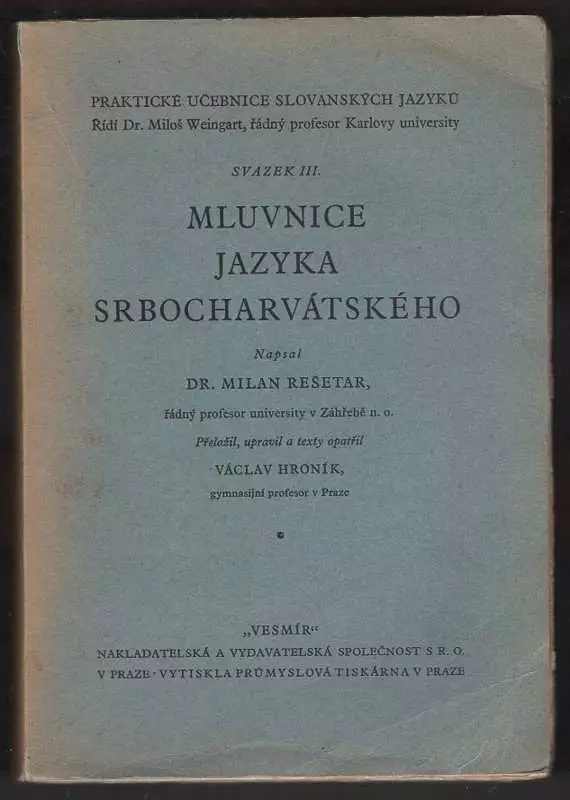 PRAKTICKÉ UČEBNICE SLOVANSKÝCH JAZYKŮ
Řídí Dr. Miloš Weingart, řádný profesor Karlovy university
SVAZEK III.
MLUVNICE
JAZYKA
SRBOCHARVÁTSKÉHO
Napsal
DR. MILAN REŠETAR,
řádný profesor university v Záhřebě n. o.
Přeložil, upravil a texty opatřil
VÁCLAV HRONÍK,
gymnasijní profesor v Praze
„VESMÍR“
NAKLADATELSKÁ A VYDAVATELSKÁ SPOLEČNOST S R. O.
V PRAZE · VYTISKLA PRŮMYSLOVÁ TISKÁRNA V PRAZE